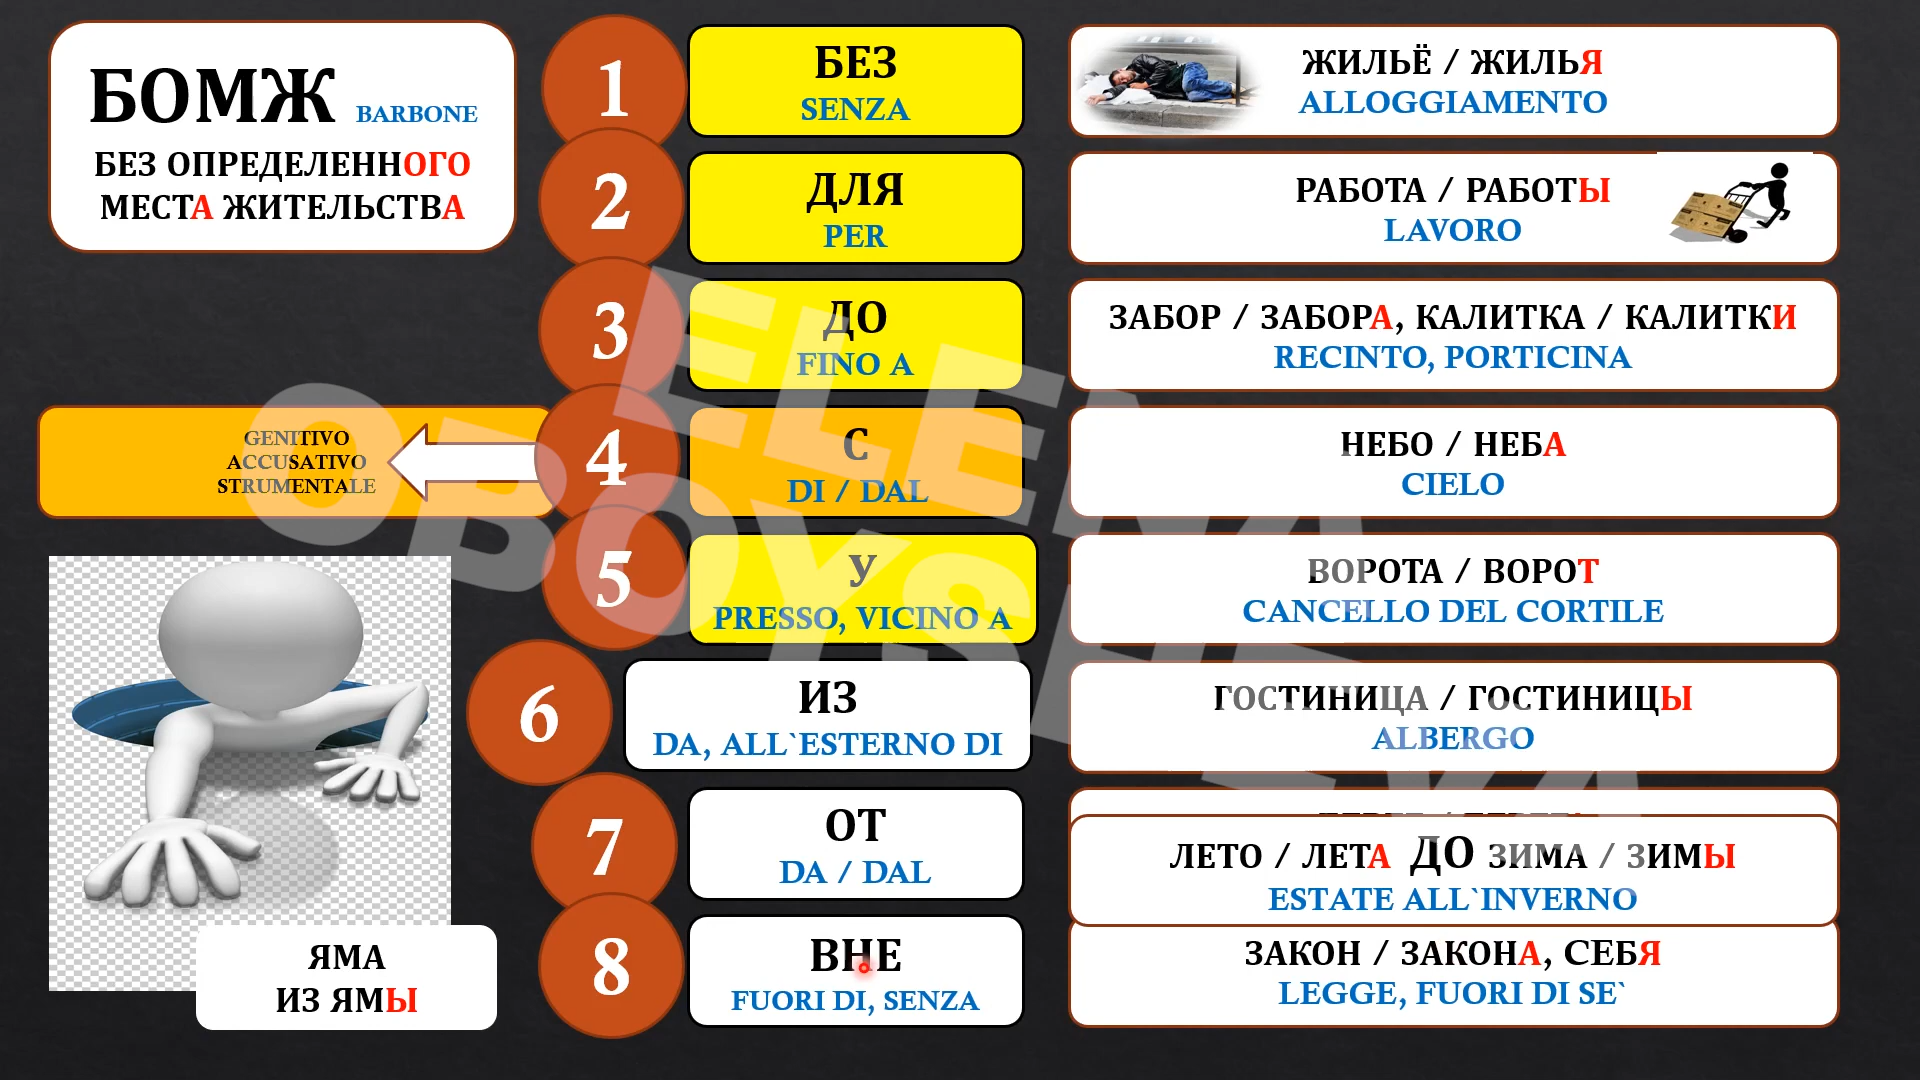 БОМЖ BARBONE
БЕЗ ОПРЕДЕЛЕННОГО
МЕСТА ЖИТЕЛЬСТВА
1
БЕЗ
SENZA
ЖИЛЬЁ / ЖИЛЬЯ
ALLOGGIAMENTO
2
ДЛЯ
PER
РАБОТА / РАБОТЫ
LAVORO
3
ДО
FINO A
ЗАБОР / ЗАБОРА, КАЛИТКА / КАЛИТКИ
RECINTO, PORTICINA
GENITIVO
ACCUSATIVO
STRUMENTALE
4
С
DI / DAL
НЕБО / НЕБА
CIELO
5
У
PRESSO, VICINO A
ВОРОТА / ВОРОТ
CANCELLO DEL CORTILE
6
ИЗ
DA, ALL`ESTERNO DI
ГОСТИНИЦА / ГОСТИНИЦЫ
ALBERGO
7
ОТ
DA / DAL
ЛЕТО / ЛЕТА ДО ЗИМА / ЗИМЫ
ESTATE ALL`INVERNO
8
ВНЕ
FUORI DI, SENZA
ЗАКОН / ЗАКОНА, СЕБЯ
LEGGE, FUORI DI SE`
ЯМА
ИЗ ЯМЫ
ELENA
OBOYSHEVA